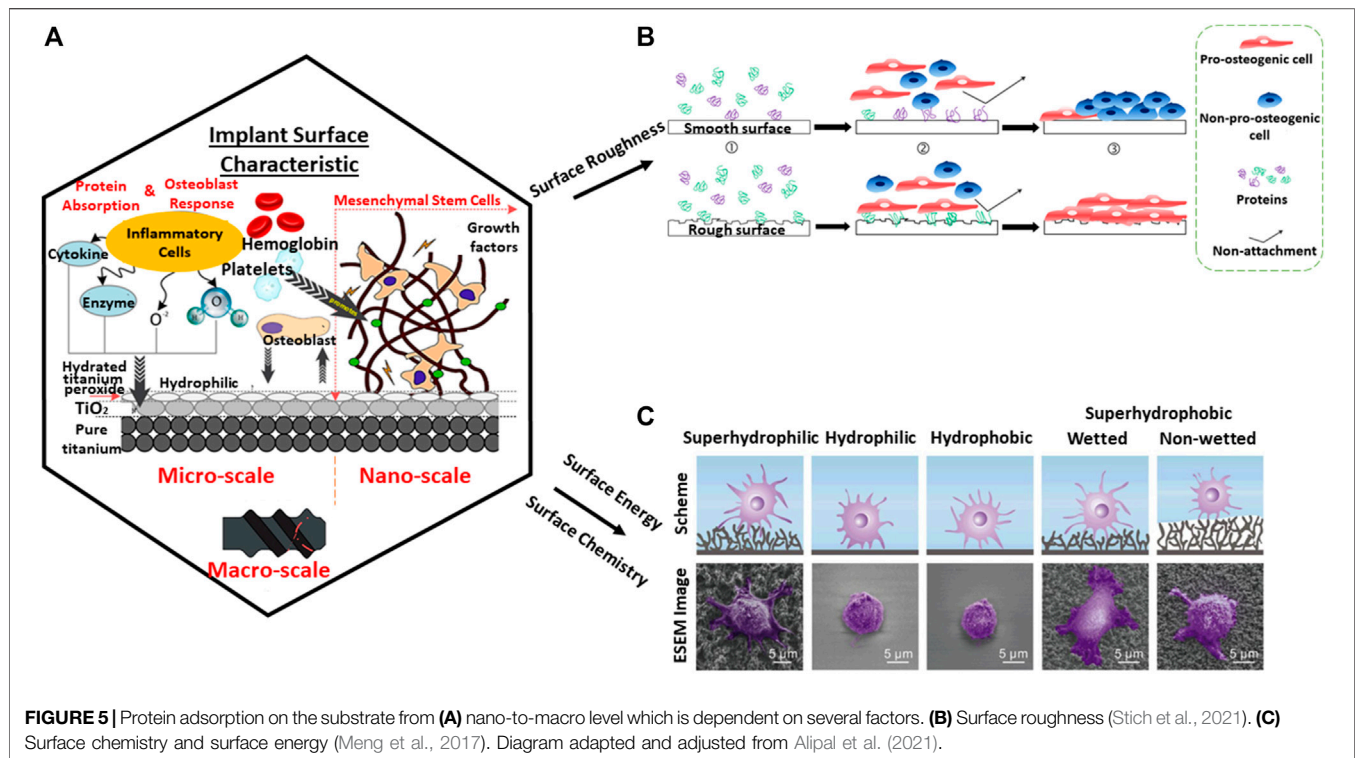 A
Implant Surface
Characteristic
Protein
Absorption
&
Osteoblast
Response
Inflammatory
Cells
Cytokine
Enzyme
O-2
O
H
H
Hemoglobin
Platelets
Mesenchymal Stem Cells
Growth
factors
Osteoblast
Hydrated
titanium
peroxide
Hydrophilic
TiO2
Pure
titanium
Micro-scale
Nano-scale
Macro-scale
Surface Roughness
Surface Energy
Surface Chemistry
B
Smooth surface
①
②
③
Rough surface
Pro-osteogenic cell
Non-pro-osteogenic
cell
Proteins
Non-attachment
C
Superhydrophobic
Superhydrophilic Hydrophilic Hydrophobic Wetted Non-wetted
Scheme
ESEM Image
5 μm
5 μm
5 μm
5 μm
5 μm
FIGURE 5 | Protein adsorption on the substrate from (A) nano-to-macro level which is dependent on several factors. (B) Surface roughness (Stich et al., 2021). (C)
Surface chemistry and surface energy (Meng et al., 2017). Diagram adapted and adjusted from Alipal et al. (2021).